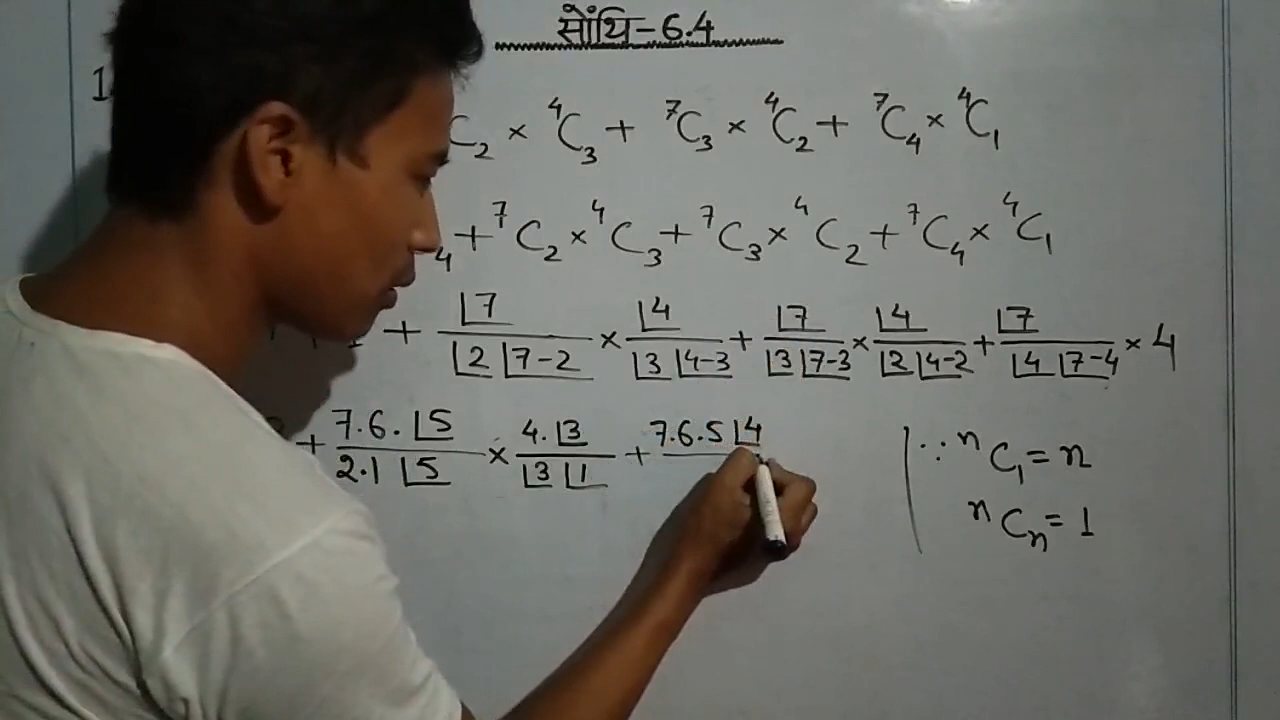 सोंथि-6.4
1
C₂ × ⁴C₃ + ⁷C₃ × ⁴C₂ + ⁷C₄ × ⁴C₁
₄ + ⁷C₂ × ⁴C₃ + ⁷C₃ × ⁴C₂ + ⁷C₄ × ⁴C₁
+ ⌊7 / ⌊2 ⌊7-2 × ⌊4 / ⌊3 ⌊4-3 + ⌊7 / ⌊3 ⌊7-3 × ⌊4 / ⌊2 ⌊4-2 + ⌊7 / ⌊4 ⌊7-4 × 4
+ 7.6.⌊5 / 2.1 ⌊5 × 4.⌊3 / ⌊3 ⌊1 + 7.6.5 ⌊4
∵ ⁿC₁ = n
ⁿCₙ = 1